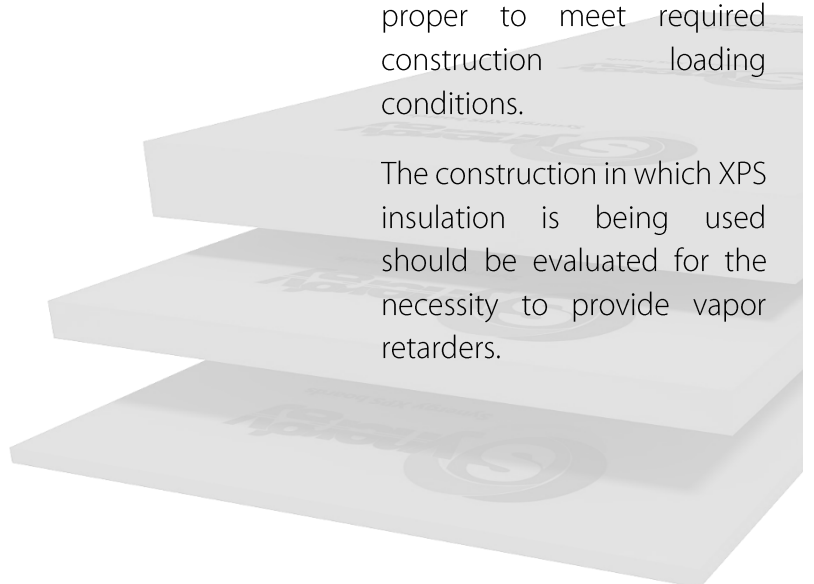 proper to meet required
construction loading
conditions.
The construction in which XPS
insulation is being used
should be evaluated for the
necessity to provide vapor
retarders.